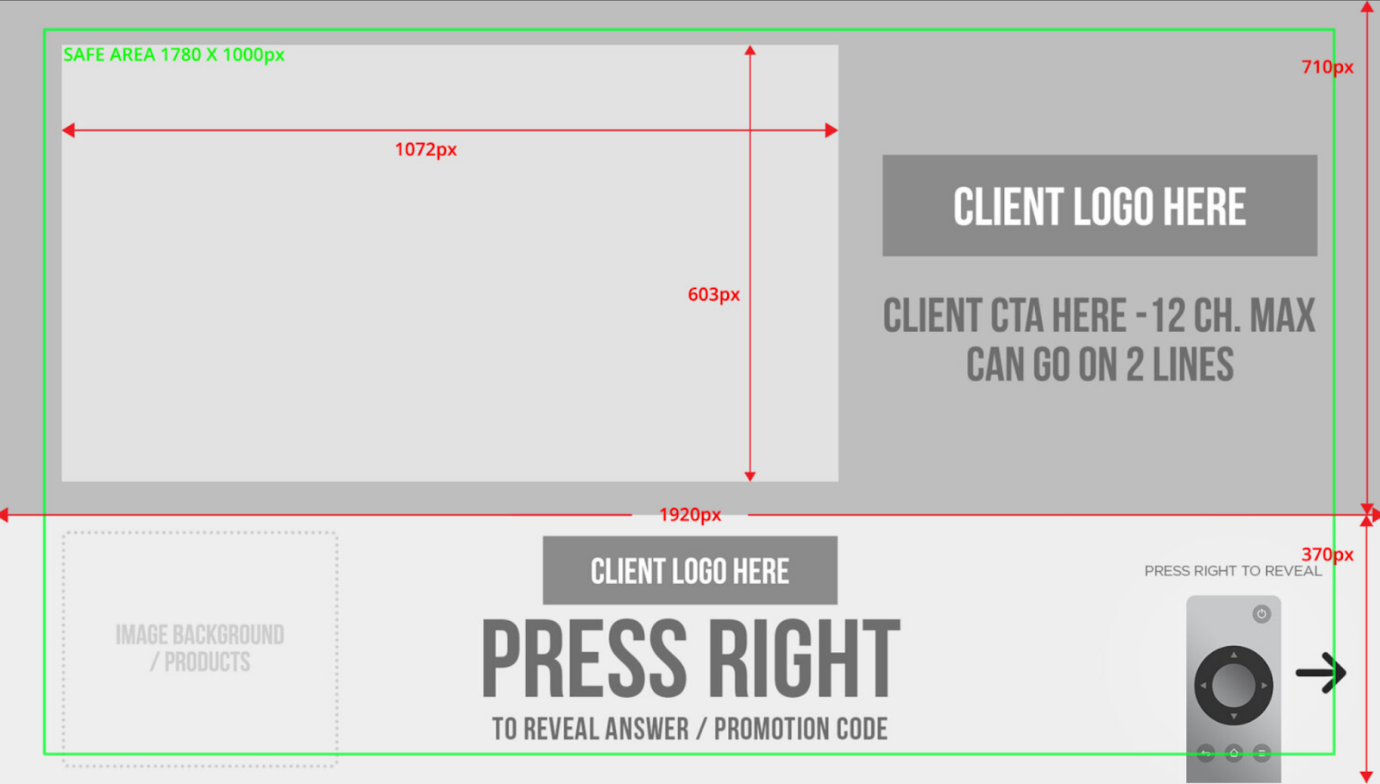 SAFE AREA 1780 X 1000px
710px
1072px
CLIENT LOGO HERE
603px
CLIENT CTA HERE - 12 CH. MAX
CAN GO ON 2 LINES
1920px
370px
CLIENT LOGO HERE
PRESS RIGHT TO REVEAL
IMAGE BACKGROUND
/ PRODUCTS
PRESS RIGHT
TO REVEAL ANSWER / PROMOTION CODE